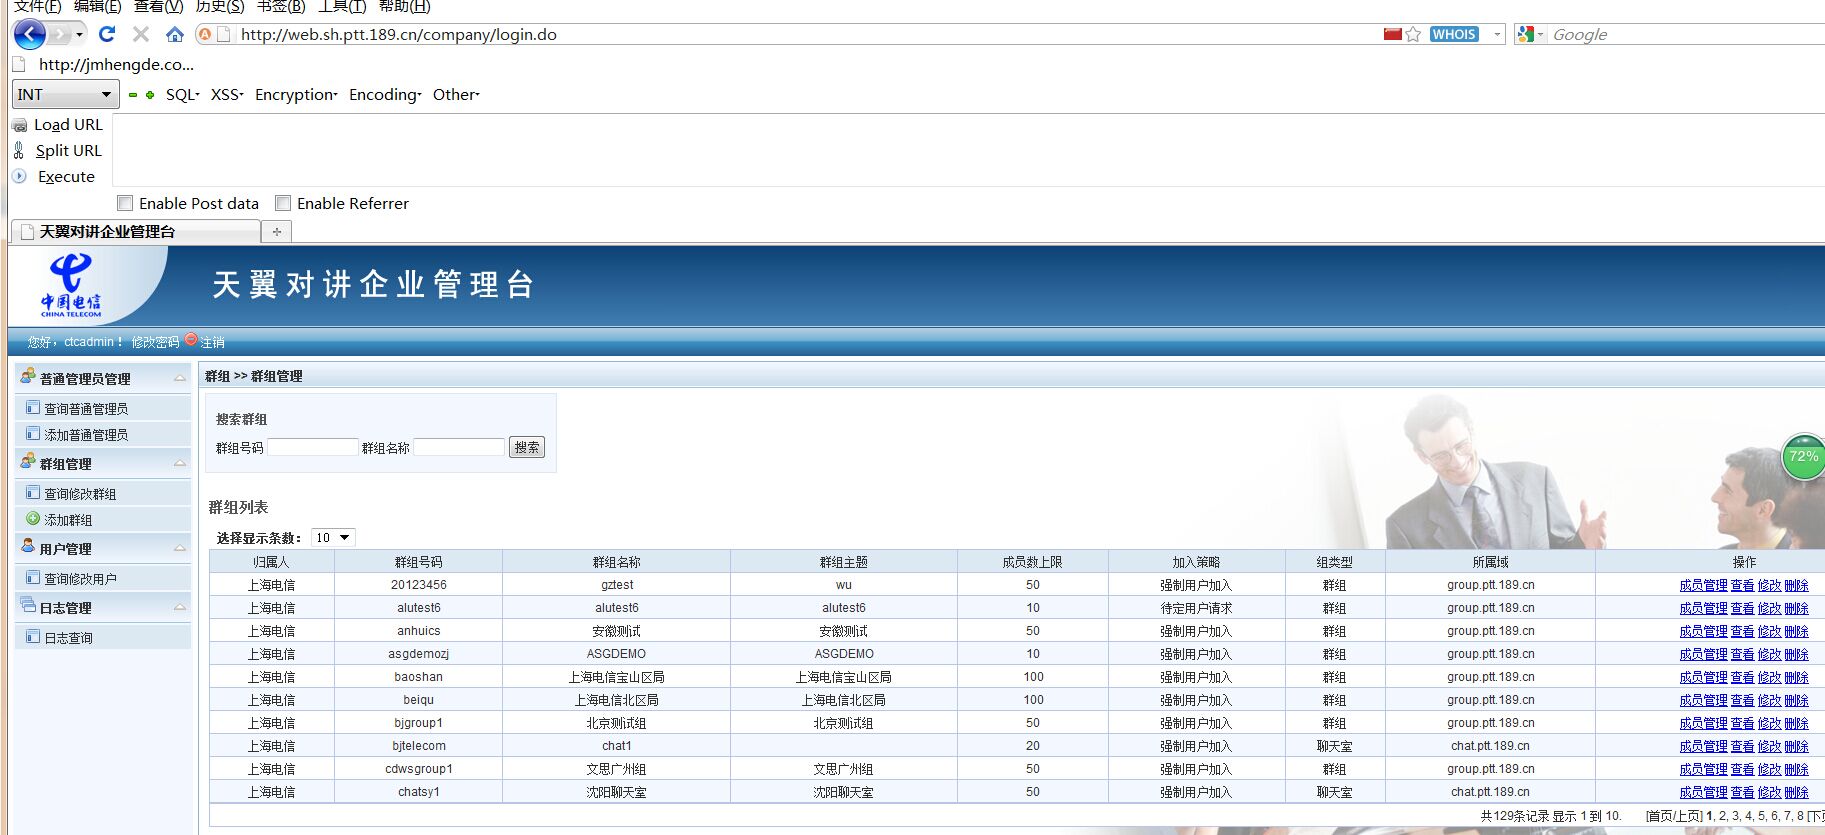 文件(F) 编辑(E) 查看(V) 历史(S) 书签(B) 工具(T) 帮助(H)
http://web.sh.ptt.189.cn/company/login.do WHOIS Google
http://jmhengde.co...
INT SQL XSS Encryption Encoding Other
Load URL
Split URL
Execute
Enable Post data Enable Referrer
天翼对讲企业管理台
中国电信
CHINA TELECOM
天翼对讲企业管理台
您好，ctcadmin！ 修改密码 注销
普通管理员管理
查询普通管理员
添加普通管理员
群组管理
查询修改群组
添加群组
用户管理
查询修改用户
日志管理
日志查询
群组 >> 群组管理
搜索群组
群组号码 群组名称 搜索
72%
群组列表
选择显示条数： 10
归属人 群组号码 群组名称 群组主题 成员数上限 加入策略 组类型 所属域 操作
上海电信 20123456 gztest wu 50 强制用户加入 群组 group.ptt.189.cn 成员管理 查看 修改 删除
上海电信 alutest6 alutest6 alutest6 10 待定用户请求 群组 group.ptt.189.cn 成员管理 查看 修改 删除
上海电信 anhuics 安徽测试 安徽测试 50 强制用户加入 群组 group.ptt.189.cn 成员管理 查看 修改 删除
上海电信 asgdemozj ASGDEMO ASGDEMO 10 强制用户加入 群组 group.ptt.189.cn 成员管理 查看 修改 删除
上海电信 baoshan 上海电信宝山区局 上海电信宝山区局 100 强制用户加入 群组 group.ptt.189.cn 成员管理 查看 修改 删除
上海电信 beiqu 上海电信北区局 上海电信北区局 100 强制用户加入 群组 group.ptt.189.cn 成员管理 查看 修改 删除
上海电信 bjgroup1 北京测试组 北京测试组 50 强制用户加入 群组 group.ptt.189.cn 成员管理 查看 修改 删除
上海电信 bjtelecom chat1 20 强制用户加入 聊天室 chat.ptt.189.cn 成员管理 查看 修改 删除
上海电信 cdwsgroup1 文思广州组 文思广州组 50 强制用户加入 群组 group.ptt.189.cn 成员管理 查看 修改 删除
上海电信 chatsy1 沈阳聊天室 沈阳聊天室 50 强制用户加入 聊天室 chat.ptt.189.cn 成员管理 查看 修改 删除
共129条记录 显示 1 到 10. [首页/上页] 1, 2, 3, 4, 5, 6, 7, 8 [下